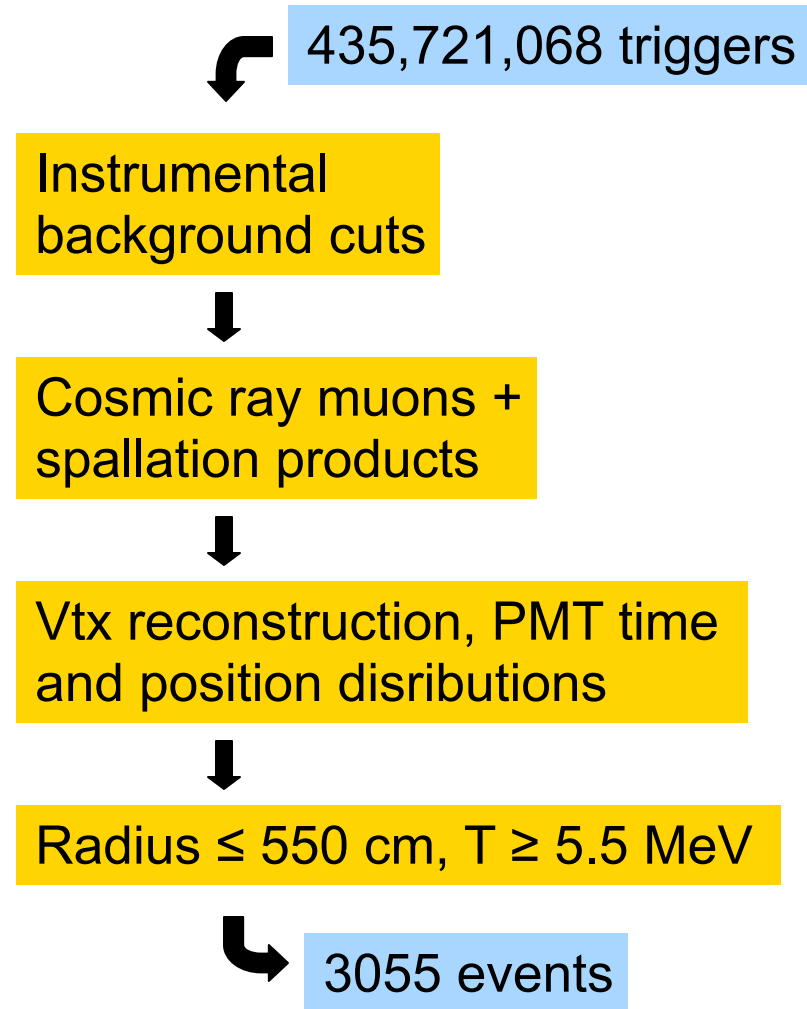 435,721,068 triggers
Instrumental
background cuts
Cosmic ray muons +
spallation products
Vtx reconstruction, PMT time
and position disributions
Radius ≤ 550 cm, T ≥ 5.5 MeV
3055 events